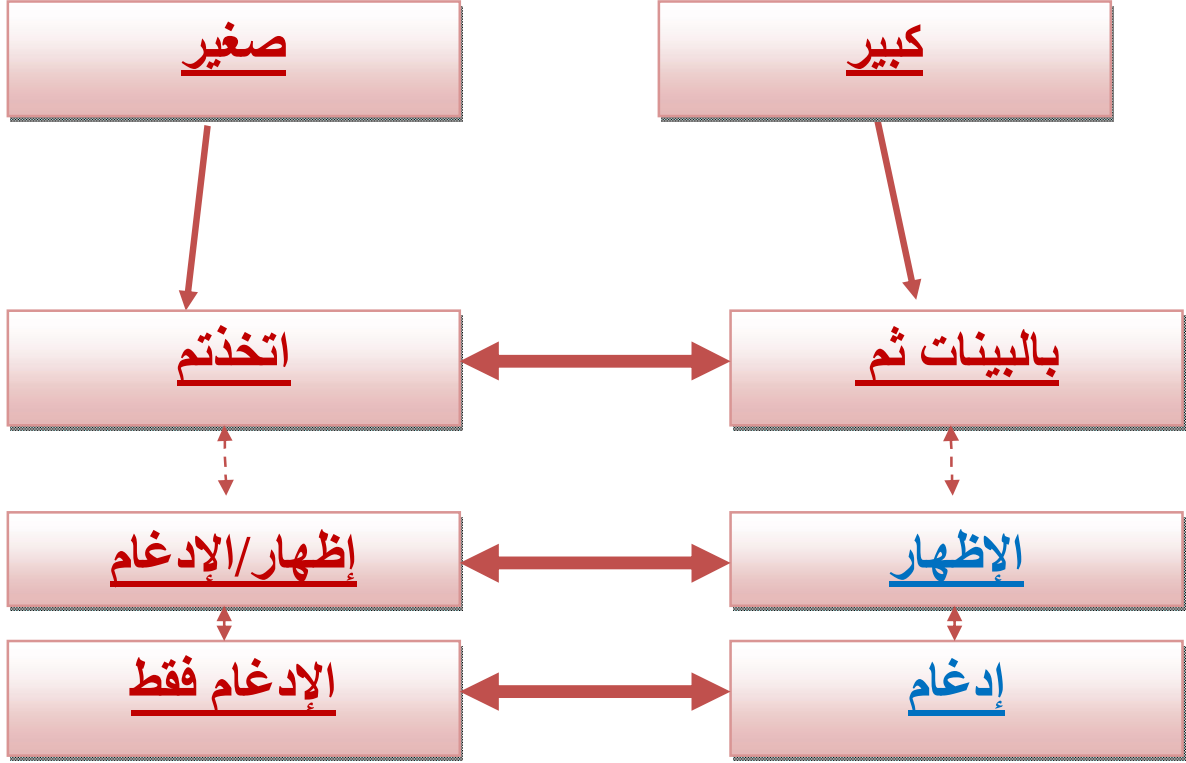 كبير
صغير
بالبينات ثم
اتخذتم
الإظهار
إظهار/الإدغام
إدغام
الإدغام فقط